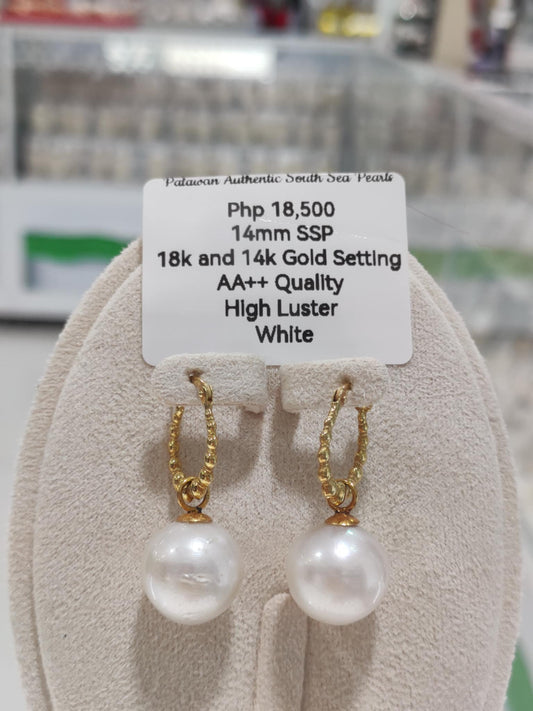 Palawan Authentic South Sea Pearls
Php 18,500
14mm SSP
18k and 14k Gold Setting
AA++ Quality
High Luster
White